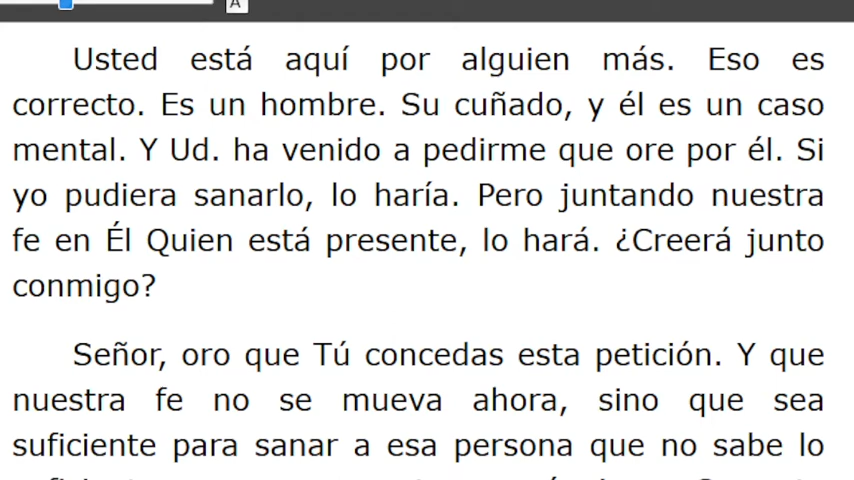 A
Usted está aquí por alguien más. Eso es
correcto. Es un hombre. Su cuñado, y él es un caso
mental. Y Ud. ha venido a pedirme que ore por él. Si
yo pudiera sanarlo, lo haría. Pero juntando nuestra
fe en Él Quien está presente, lo hará. ¿Creerá junto
conmigo?
Señor, oro que Tú concedas esta petición. Y que
nuestra fe no se mueva ahora, sino que sea
suficiente para sanar a esa persona que no sabe lo